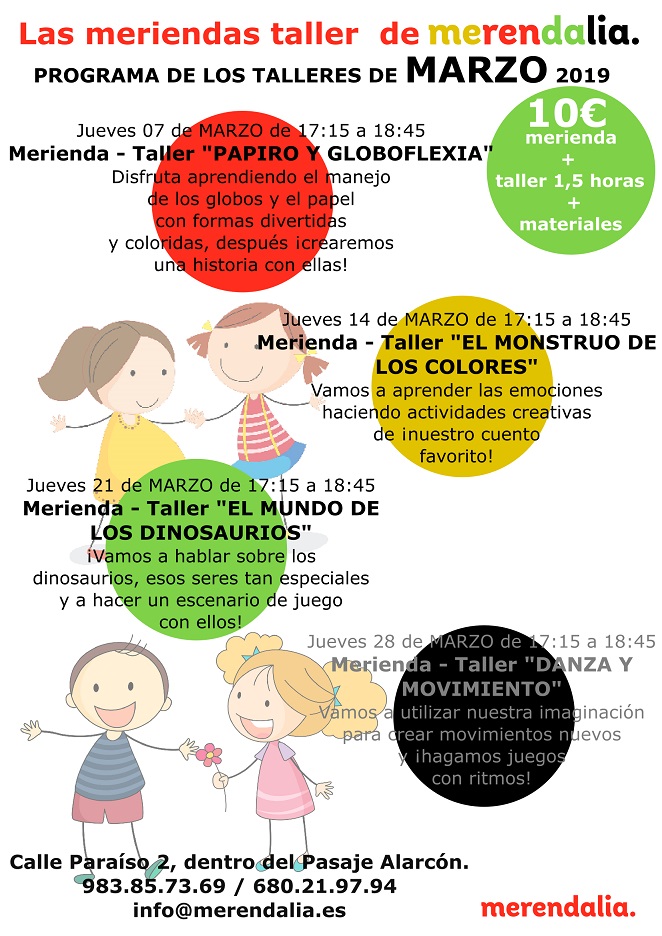 Las meriendas taller de merendalia.
PROGRAMA DE LOS TALLERES DE MARZO 2019
10€
merienda
+
taller 1,5 horas
+
materiales
Jueves 07 de MARZO de 17:15 a 18:45
Merienda - Taller "PAPIRO Y GLOBOFLEXIA"
Disfruta aprendiendo el manejo
de los globos y el papel
con formas divertidas
y coloridas, después ¡crearemos
una historia con ellas!
Jueves 14 de MARZO de 17:15 a 18:45
Merienda - Taller "EL MONSTRUO DE
LOS COLORES"
Vamos a aprender las emociones
haciendo actividades creativas
de ¡nuestro cuento
favorito!
Jueves 21 de MARZO de 17:15 a 18:45
Merienda - Taller "EL MUNDO DE
LOS DINOSAURIOS"
¡Vamos a hablar sobre los
dinosaurios, esos seres tan especiales
y a hacer un escenario de juego
con ellos!
Jueves 28 de MARZO de 17:15 a 18:45
Merienda - Taller "DANZA Y
MOVIMIENTO"
Vamos a utilizar nuestra imaginación
para crear movimientos nuevos
y ¡hagamos juegos
con ritmos!
Calle Paraíso 2, dentro del Pasaje Alarcón.
983.85.73.69 / 680.21.97.94
info@merendalia.es
merendalia.